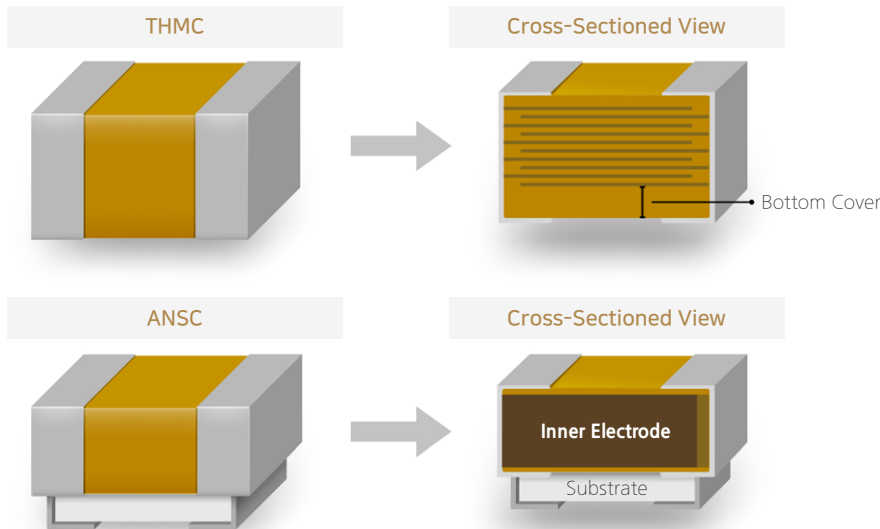 THMC
Cross-Sectioned View
Bottom Cover
ANSC
Cross-Sectioned View
Inner Electrode
Substrate